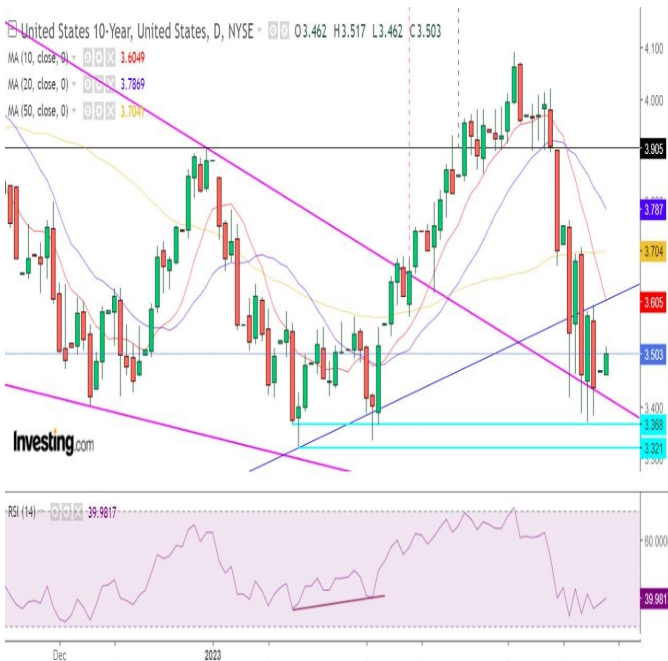 United States 10-Year, United States, D, NYSE O3.462 H3.517 L3.462 C3.503
MA (10, close, 0) 3.6049
MA (20, close, 0) 3.7869
MA (50, close, 0) 3.7041
4.100
4.000
3.905
3.787
3.704
3.605
3.503
3.400
3.368
3.321
Investing.com
RSI (14) 39.9817
60.000
39.981
Dec 2023